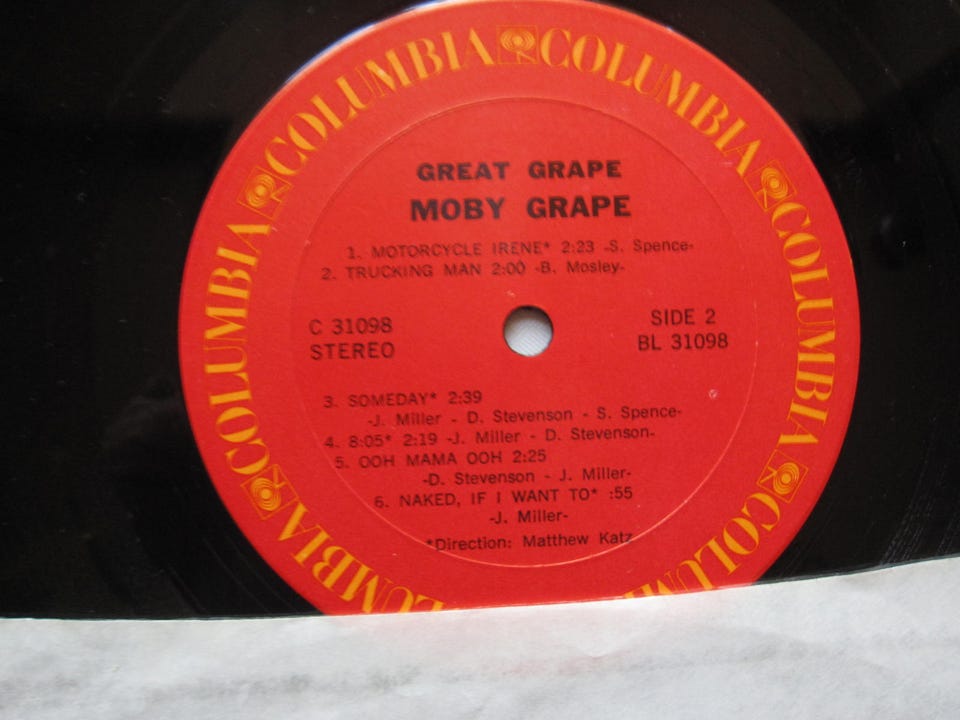 COLUMBIA COLUMBIA COLUMBIA COLUMBIA COLUMBIA COLUMBIA
GREAT GRAPE
MOBY GRAPE
1. MOTORCYCLE IRENE* 2:23 -S. Spence-
2. TRUCKING MAN 2:00 -B. Mosley-
C 31098
STEREO
SIDE 2
BL 31098
3. SOMEDAY* 2:39
-J. Miller - D. Stevenson - S. Spence-
4. 8:05* 2:19 -J. Miller - D. Stevenson-
5. OOH MAMA OOH 2:25
-D. Stevenson - J. Miller-
6. NAKED, IF I WANT TO* :55
-J. Miller-
*Direction: Matthew Katz